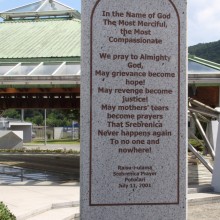 In the Name of God
The Most Merciful,
the Most
Compassionate
We pray to Almighty
God,
May grievance become
hope!
May revenge become
justice!
May mothers' tears
become prayers
That Srebrenica
Never happens again
To no one and
nowhere!
Srebrenica Prayer
Potočari
July 11, 2001